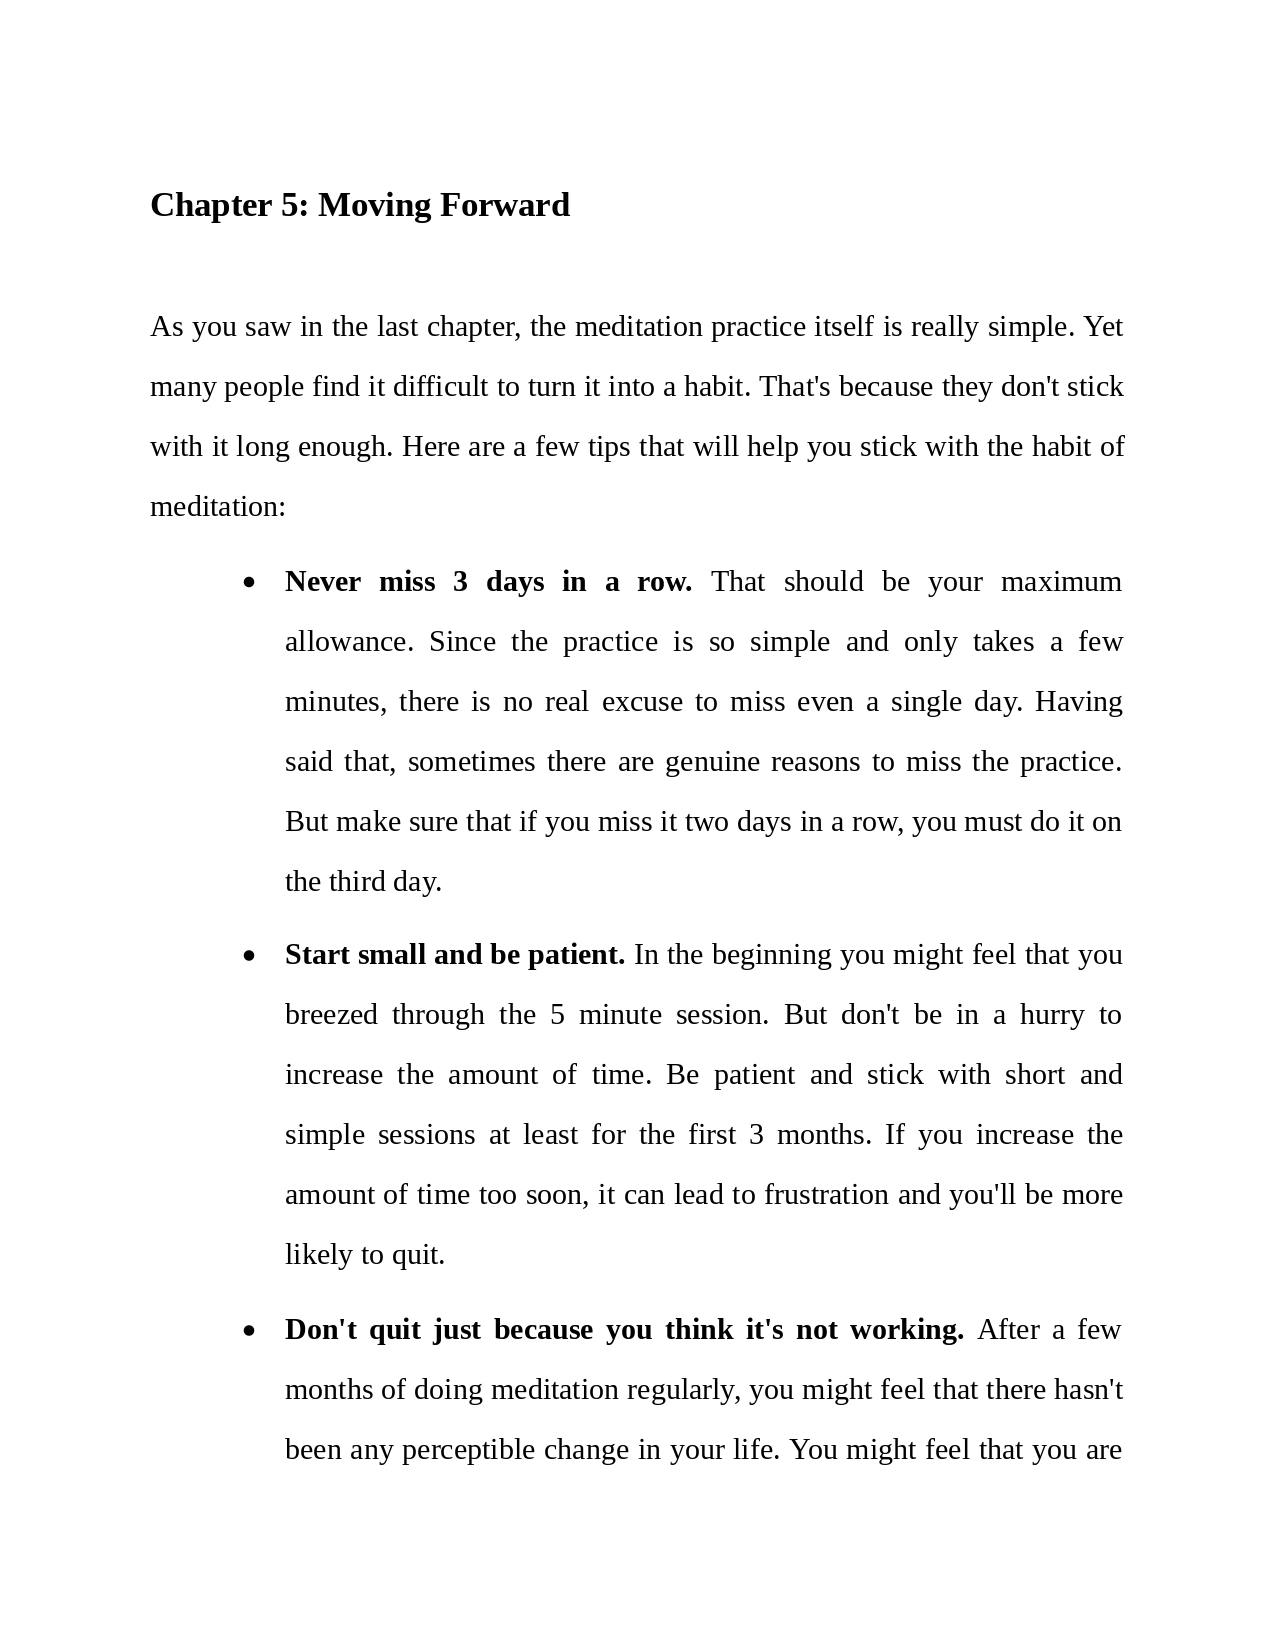 Chapter 5: Moving Forward
As you saw in the last chapter, the meditation practice itself is really simple. Yet
many people find it difficult to turn it into a habit. That's because they don't stick
with it long enough. Here are a few tips that will help you stick with the habit of
meditation:
• Never miss 3 days in a row. That should be your maximum
allowance. Since the practice is so simple and only takes a few
minutes, there is no real excuse to miss even a single day. Having
said that, sometimes there are genuine reasons to miss the practice.
But make sure that if you miss it two days in a row, you must do it on
the third day.
• Start small and be patient. In the beginning you might feel that you
breezed through the 5 minute session. But don't be in a hurry to
increase the amount of time. Be patient and stick with short and
simple sessions at least for the first 3 months. If you increase the
amount of time too soon, it can lead to frustration and you'll be more
likely to quit.
• Don't quit just because you think it's not working. After a few
months of doing meditation regularly, you might feel that there hasn't
been any perceptible change in your life. You might feel that you are